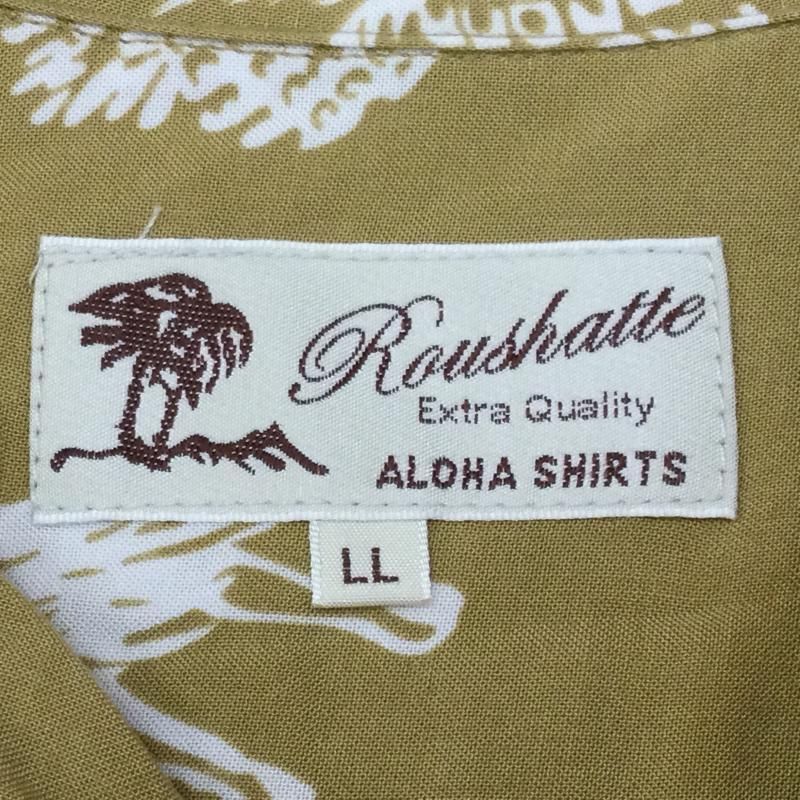 Roushatte
Extra Quality
ALOHA SHIRTS
LL